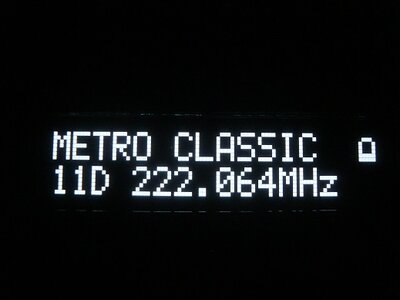 METRO CLASSIC
11D 222.064MHz